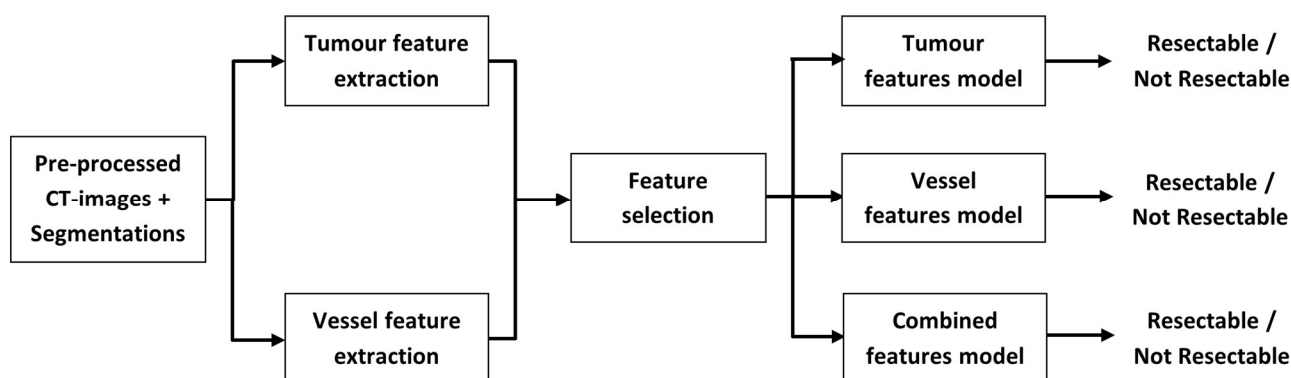 Pre-processed
CT-images +
Segmentations
Tumour feature
extraction
Vessel feature
extraction
Feature
selection
Tumour
features model
Vessel
features model
Combined
features model
Resectable /
Not Resectable
Resectable /
Not Resectable
Resectable /
Not Resectable